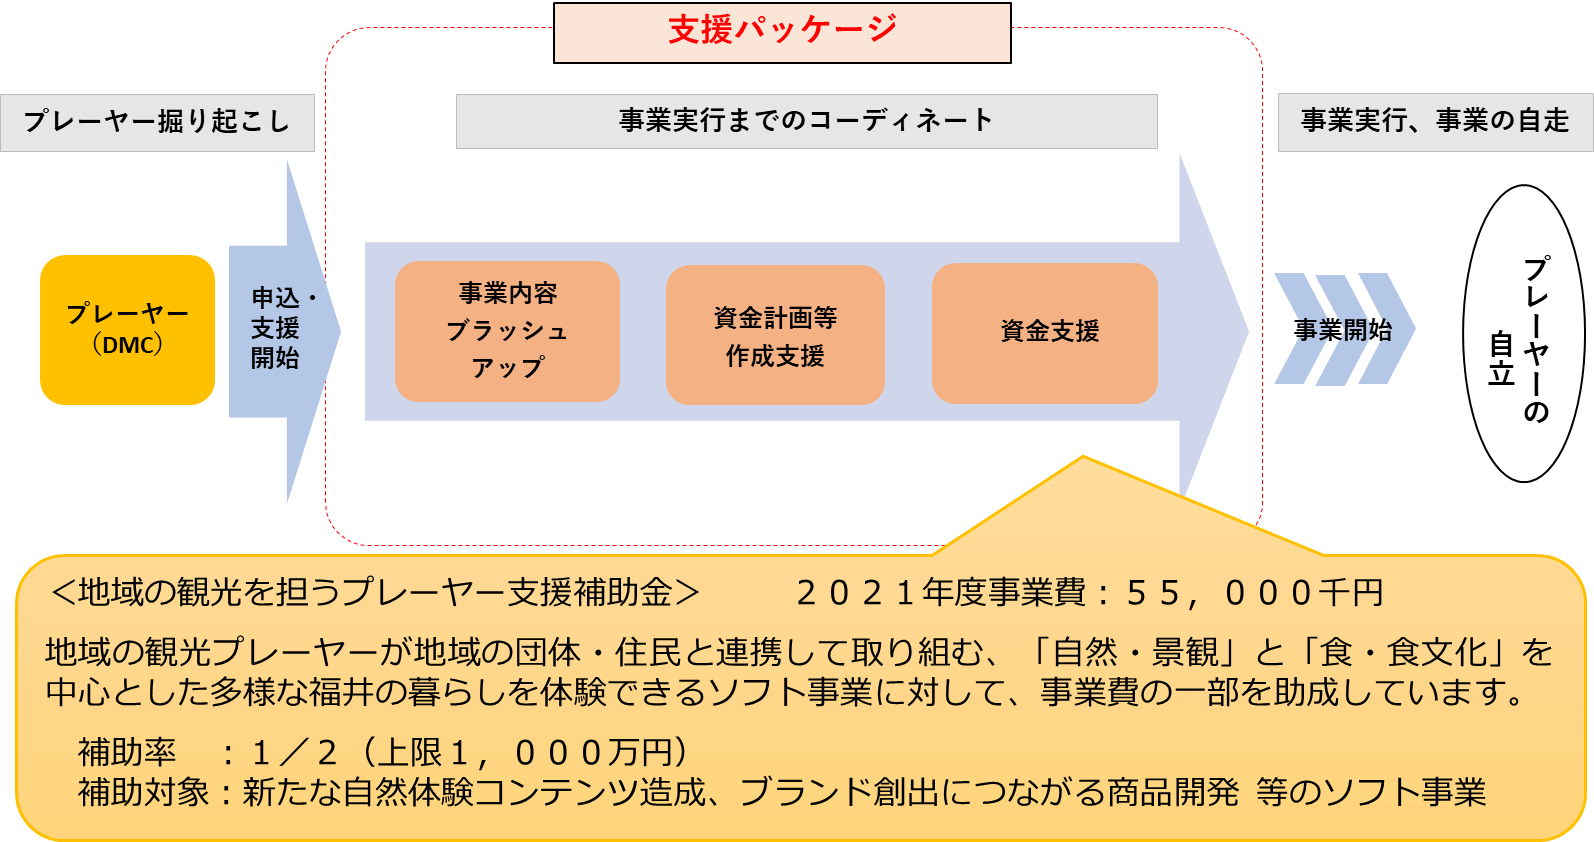 支援パッケージ
プレーヤー掘り起こし
事業実行までのコーディネート
事業実行、事業の自走
プレーヤー
（DMC）
申込・
支援
開始
事業内容
ブラッシュ
アップ
資金計画等
作成支援
資金支援
事業開始
プレーヤーの
自立
＜地域の観光を担うプレーヤー支援補助金＞　　　２０２１年度事業費：５５，０００千円
地域の観光プレーヤーが地域の団体・住民と連携して取り組む、「自然・景観」と「食・食文化」を
中心とした多様な福井の暮らしを体験できるソフト事業に対して、事業費の一部を助成しています。
補助率　：１／２（上限１，０００万円）
補助対象：新たな自然体験コンテンツ造成、ブランド創出につながる商品開発 等のソフト事業